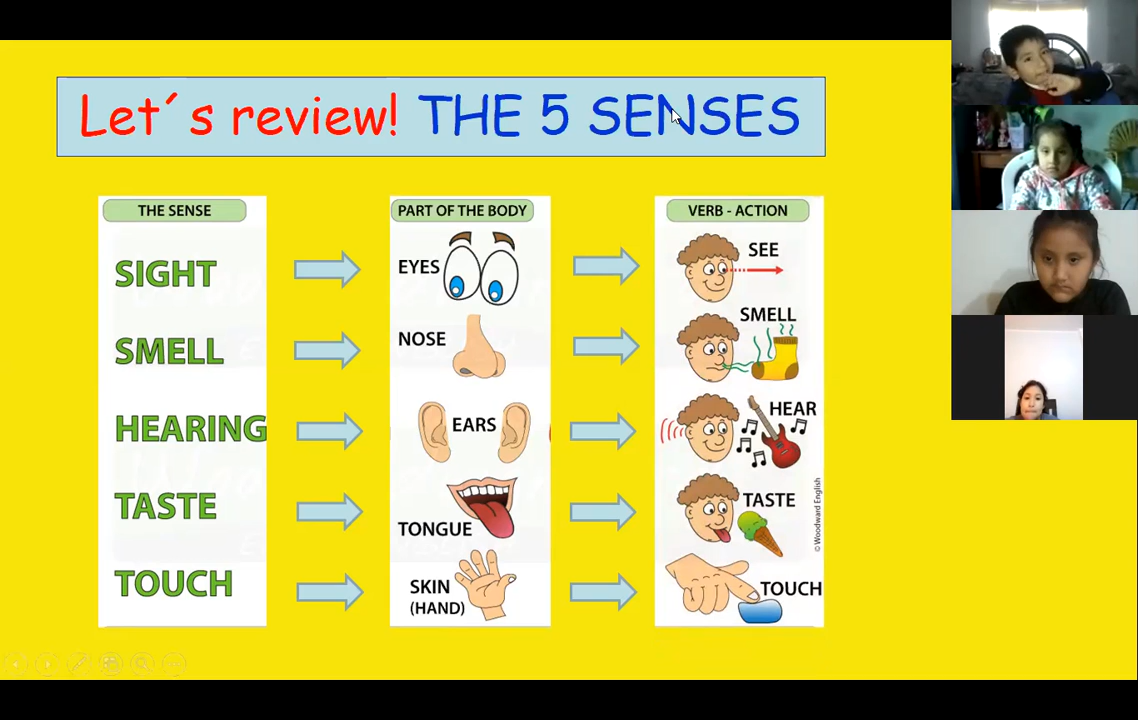 Let´s review! THE 5 SENSES
THE SENSE
SIGHT
SMELL
HEARING
TASTE
TOUCH
PART OF THE BODY
EYES
NOSE
EARS
TONGUE
SKIN
(HAND)
VERB - ACTION
SEE
SMELL
HEAR
TASTE
TOUCH
© Woodward English